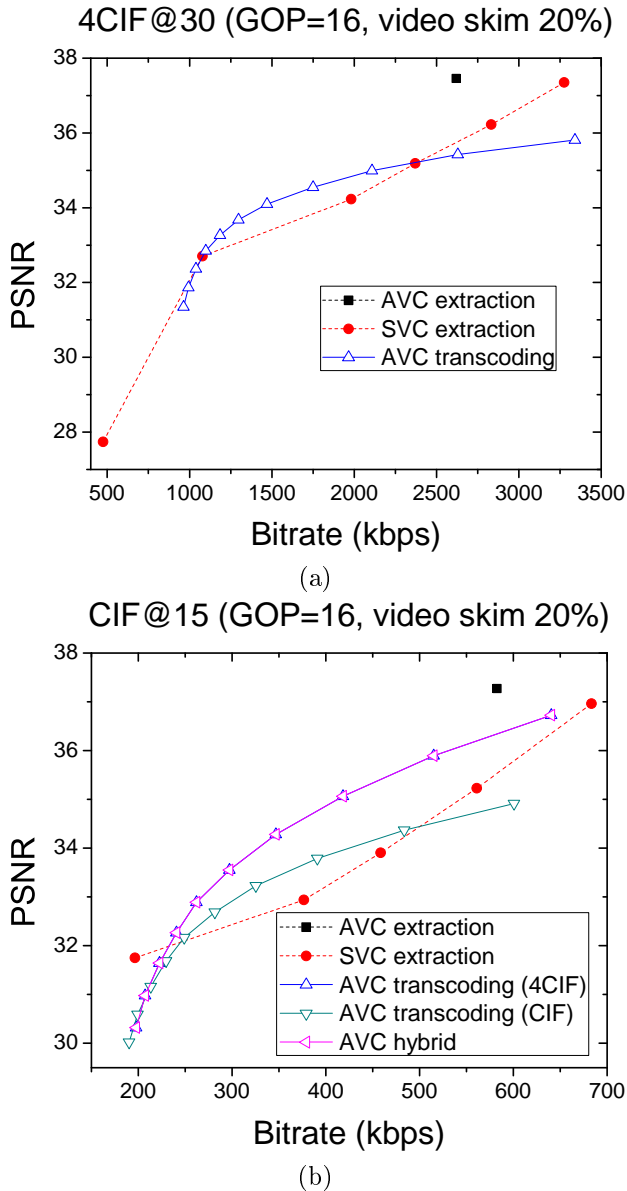 4CIF@30 (GOP=16, video skim 20%)
38
36
34
32
30
28
PSNR
AVC extraction
SVC extraction
AVC transcoding
500 1000 1500 2000 2500 3000 3500
Bitrate (kbps)
(a)
CIF@15 (GOP=16, video skim 20%)
38
36
34
32
30
PSNR
AVC extraction
SVC extraction
AVC transcoding (4CIF)
AVC transcoding (CIF)
AVC hybrid
200 300 400 500 600 700
Bitrate (kbps)
(b)